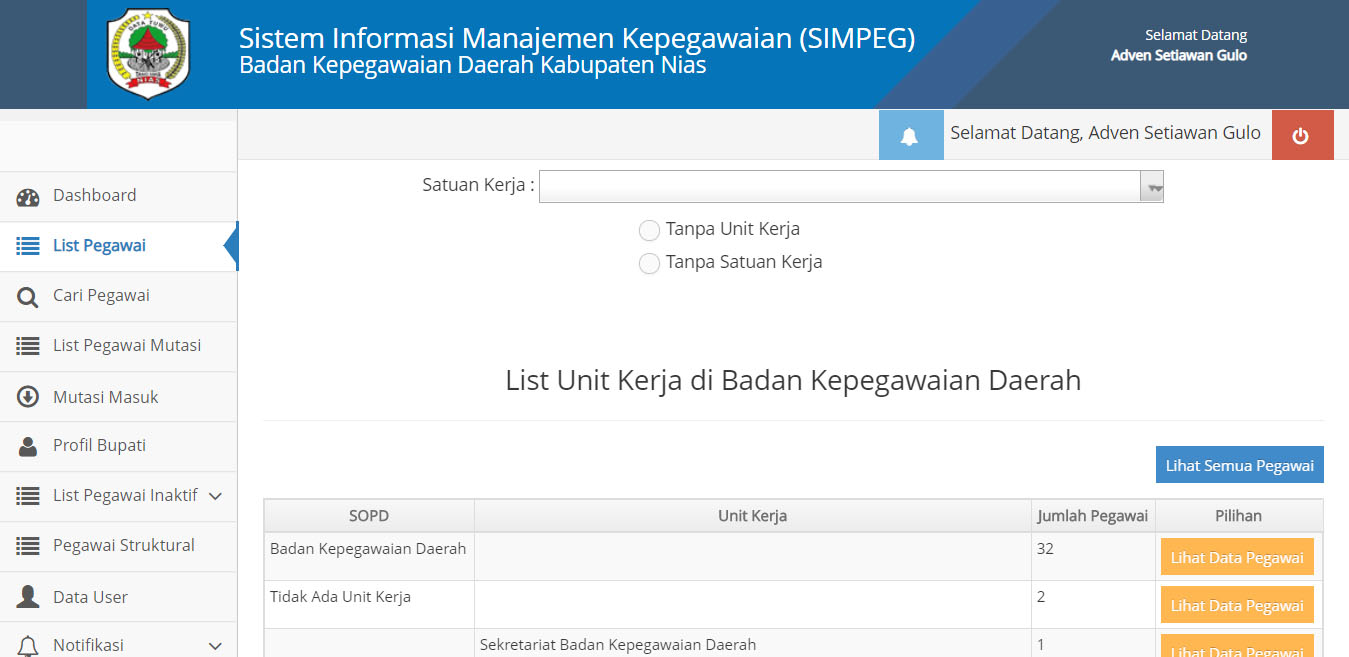 Sistem Informasi Manajemen Kepegawaian (SIMPEG)
Badan Kepegawaian Daerah Kabupaten Nias
Selamat Datang
Adven Setiawan Gulo
NIAS
Selamat Datang, Adven Setiawan Gulo
Dashboard
List Pegawai
Cari Pegawai
List Pegawai Mutasi
Mutasi Masuk
Profil Bupati
List Pegawai Inaktif
Pegawai Struktural
Data User
Notifikasi
Satuan Kerja :
Tanpa Unit Kerja
Tanpa Satuan Kerja
List Unit Kerja di Badan Kepegawaian Daerah
Lihat Semua Pegawai
SOPD Unit Kerja Jumlah Pegawai Pilihan
Badan Kepegawaian Daerah 32 Lihat Data Pegawai
Tidak Ada Unit Kerja 2 Lihat Data Pegawai
Sekretariat Badan Kepegawaian Daerah 1 Lihat Data Pegawai